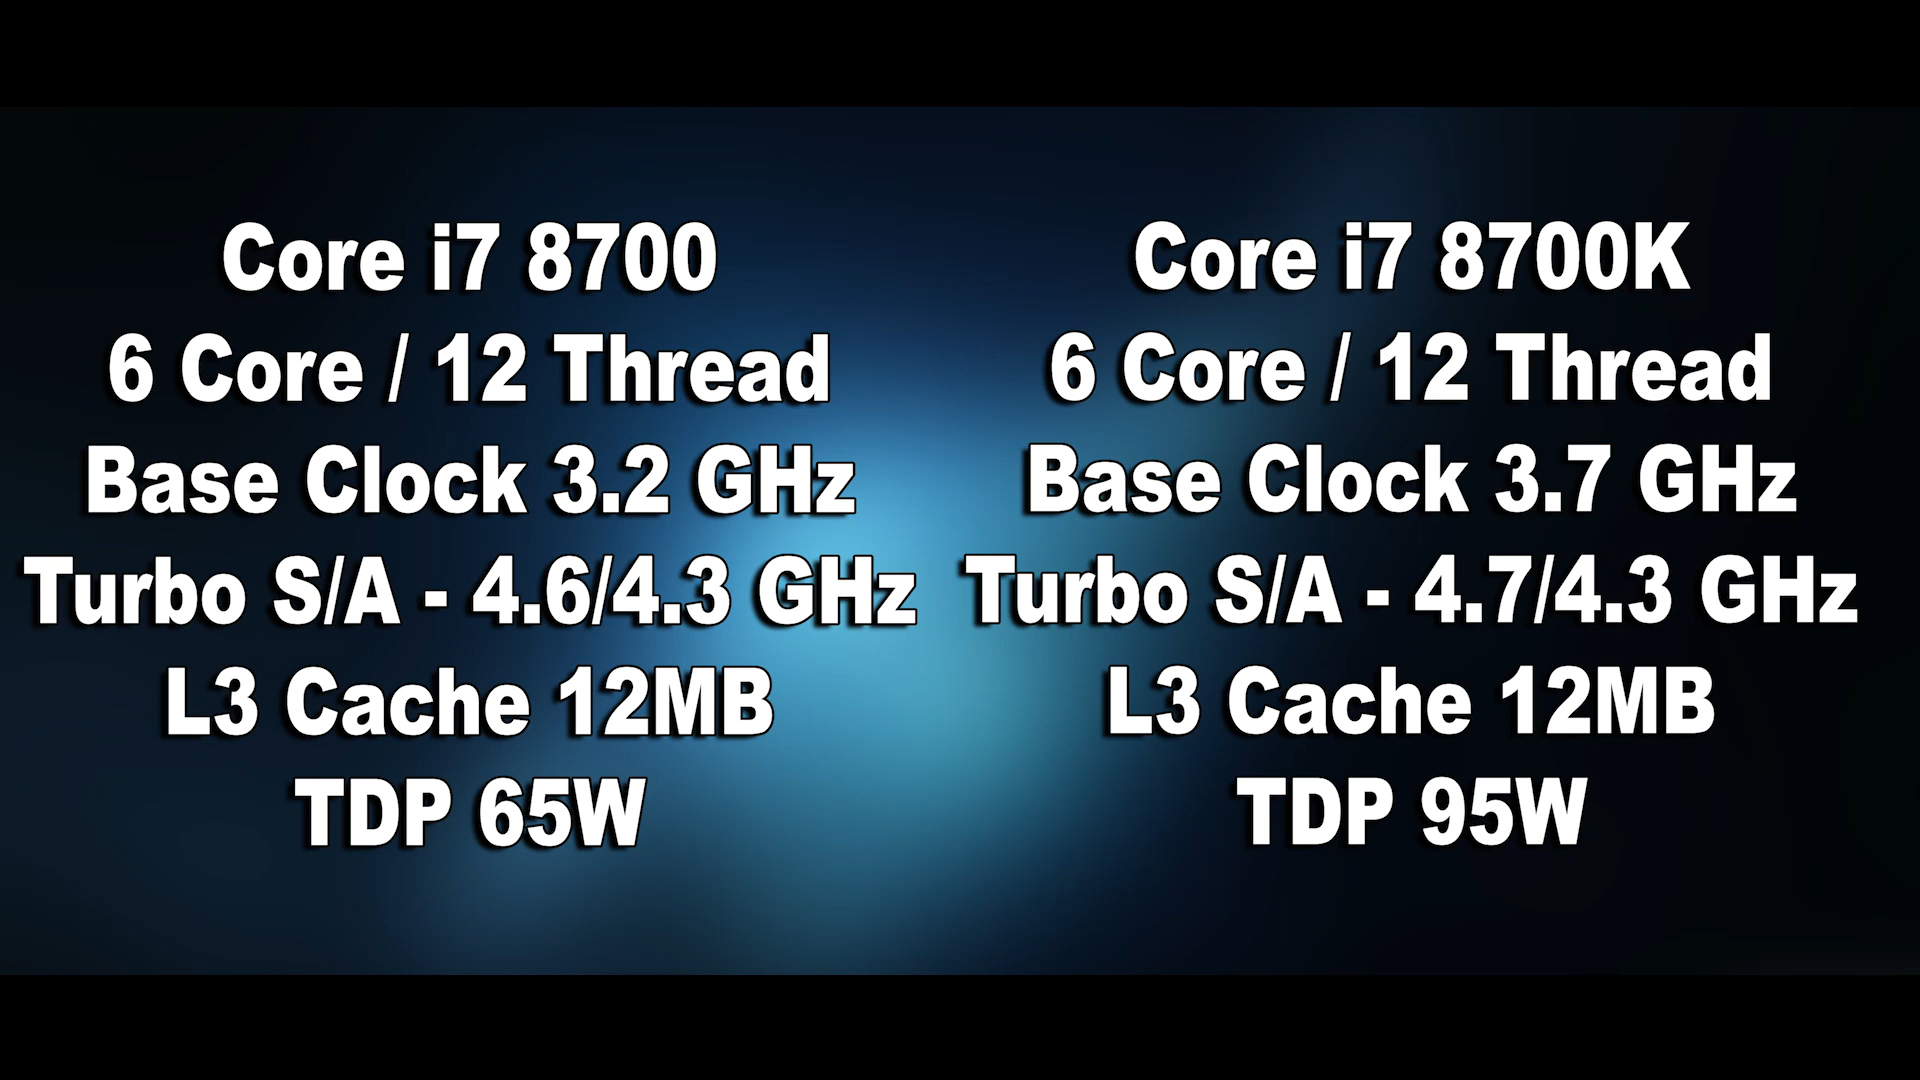 Core i7 8700
6 Core / 12 Thread
Base Clock 3.2 GHz
Turbo S/A - 4.6/4.3 GHz
L3 Cache 12MB
TDP 65W
Core i7 8700K
6 Core / 12 Thread
Base Clock 3.7 GHz
Turbo S/A - 4.7/4.3 GHz
L3 Cache 12MB
TDP 95W